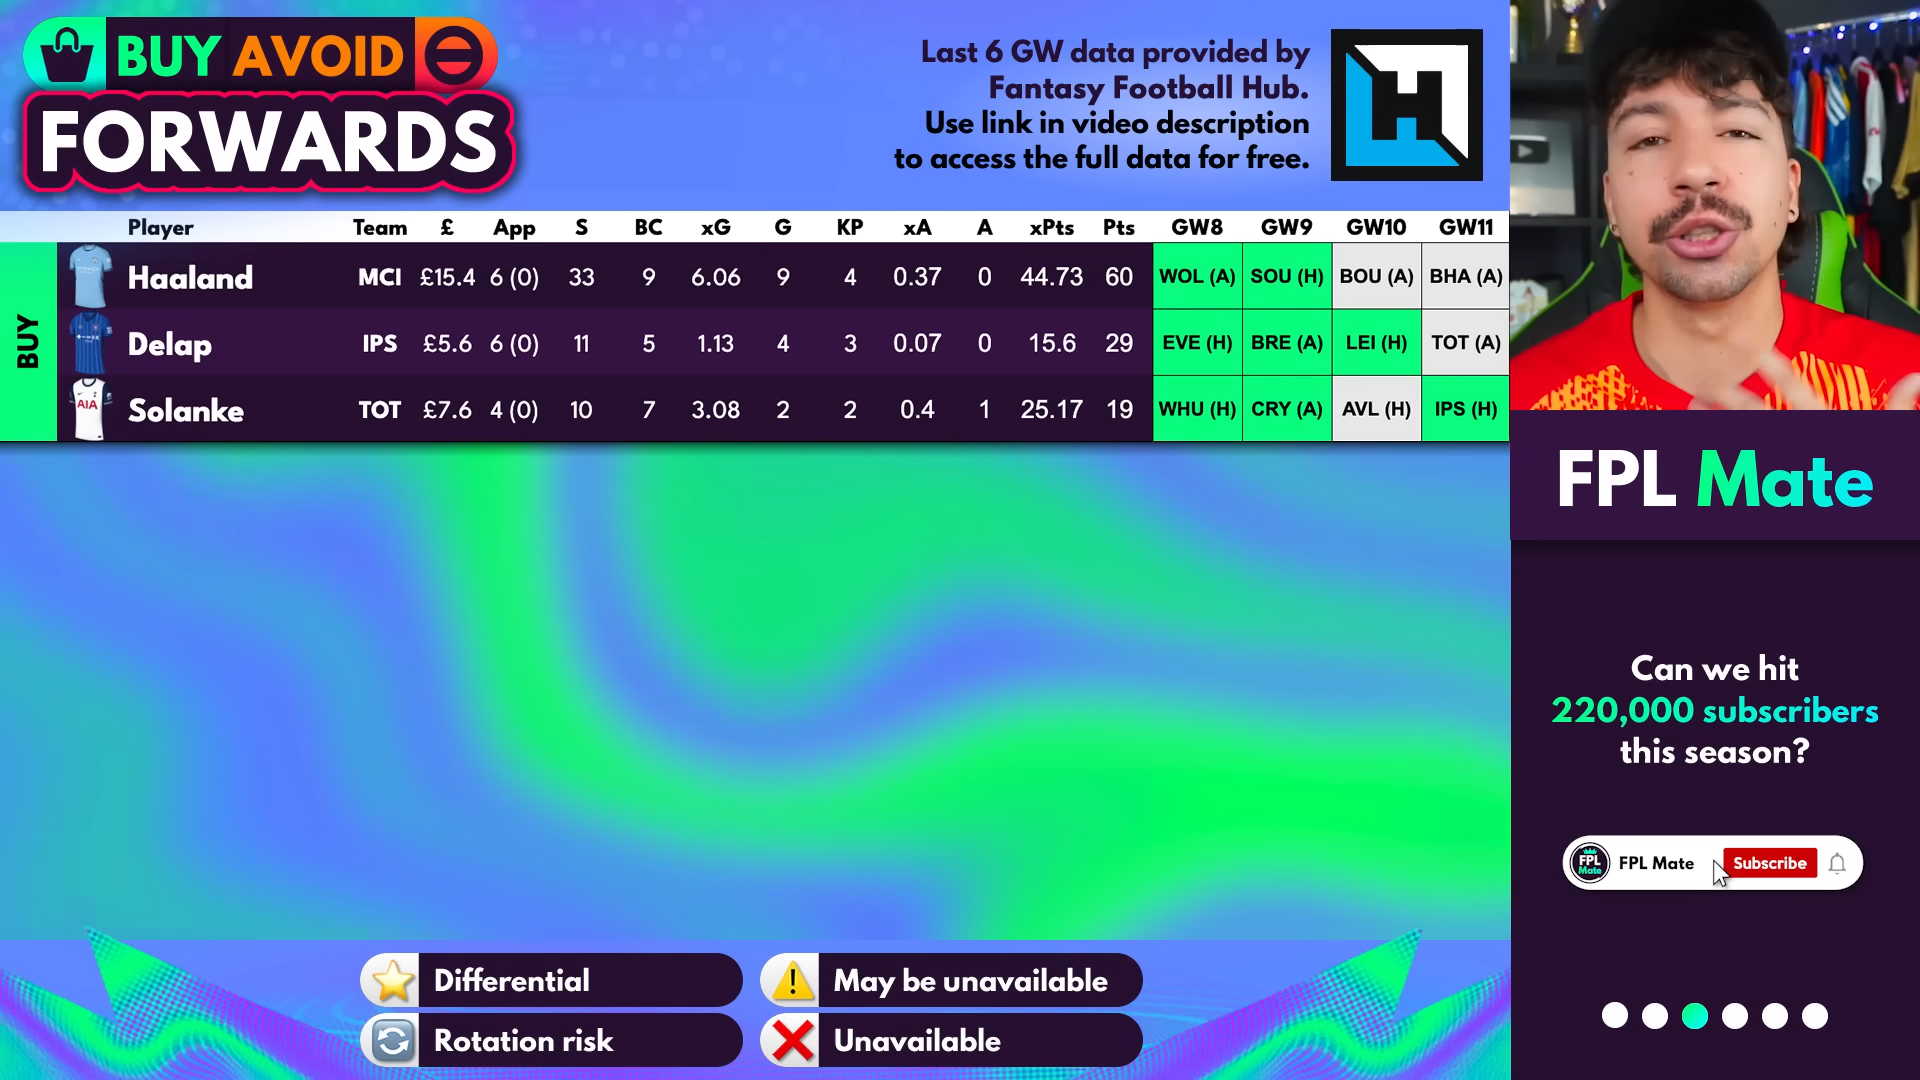 BUY AVOID
FORWARDS
Last 6 GW data provided by
Fantasy Football Hub.
Use link in video description
to access the full data for free.
H
Player Team £ App S BC xG G KP xA A xPts Pts GW8 GW9 GW10 GW11
BUY
Haaland MCI £15.4 6 (0) 33 9 6.06 9 4 0.37 0 44.73 60 WOL (A) SOU (H) BOU (A) BHA (A)
Delap IPS £5.6 6 (0) 11 5 1.13 4 3 0.07 0 15.6 29 EVE (H) BRE (A) LEI (H) TOT (A)
AIA
Solanke TOT £7.6 4 (0) 10 7 3.08 2 2 0.4 1 25.17 19 WHU (H) CRY (A) AVL (H) IPS (H)
FPL Mate
Can we hit
220,000 subscribers
this season?
FPL
Mate
FPL Mate Subscribe
Differential
May be unavailable
Rotation risk
Unavailable